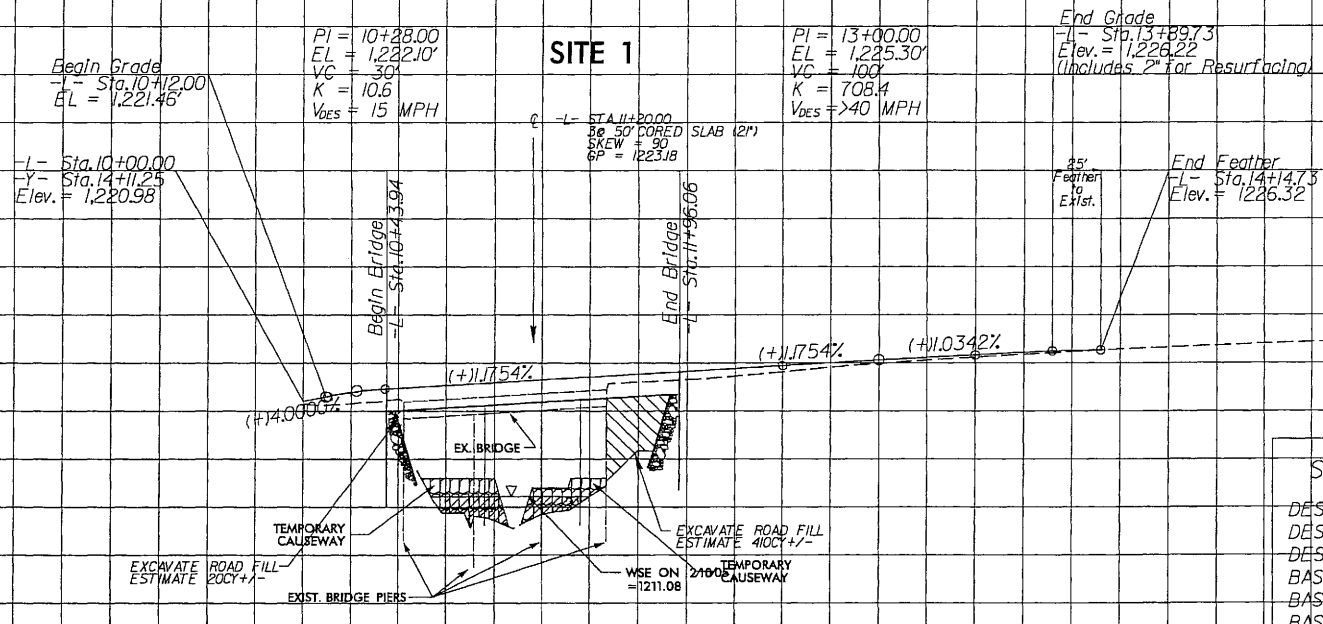 SITE 1
Begin Grade
-L- Sta.10+12.00
EL = 1,221.46'
-L- Sta.10+00.00
-Y- Sta.14+11.25
Elev.= 1,220.98
PI = 10+28.00
EL = 1,222.10'
VC = 30'
K = 10.6
VDES = 15 MPH
℄ -L- STA.11+20.00
3@ 50' CORED SLAB (21")
SKEW = 90
GP = 1223.18
PI = 13+00.00
EL = 1,225.30'
VC = 100'
K = 708.4
VDES =>40 MPH
End Grade
-L- Sta.13+89.73
Elev.= 1,226.22
(Includes 2" for Resurfacing)
25'
Feather
to
Exist.
End Feather
-L- Sta.14+14.73
Elev.= 1226.32
Begin Bridge
-L- Sta.10+43.94
End Bridge
-L- Sta.11+96.06
(+)4.0000%
(+)1.1754%
(+)1.1754%
(+)1.0342%
EX. BRIDGE
TEMPORARY
CAUSEWAY
EXCAVATE ROAD FILL
ESTIMATE 20CY+/-
EXIST. BRIDGE PIERS
WSE ON
=1211.08
EXCAVATE ROAD FILL
ESTIMATE 410CY+/-
TEMPORARY
CAUSEWAY
S
DES
DES
DES
BAS
BAS
BAS